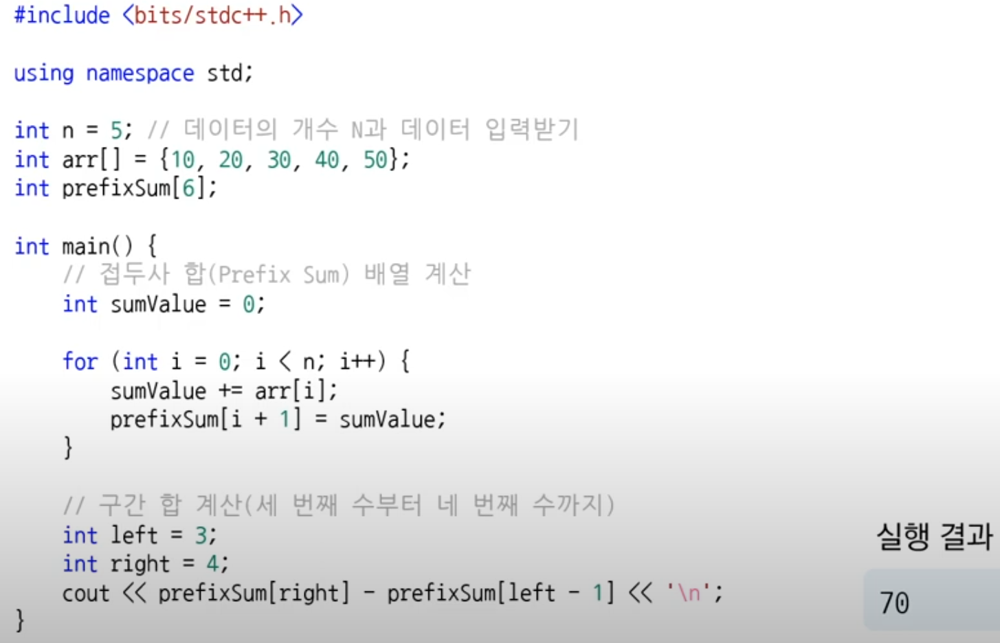 #include <bits/stdc++.h>
using namespace std;
int n = 5; // 데이터의 개수 N과 데이터 입력받기
int arr[] = {10, 20, 30, 40, 50};
int prefixSum[6];
int main() {
// 접두사 합(Prefix Sum) 배열 계산
int sumValue = 0;
for (int i = 0; i < n; i++) {
sumValue += arr[i];
prefixSum[i + 1] = sumValue;
}
// 구간 합 계산(세 번째 수부터 네 번째 수까지)
int left = 3;
int right = 4;
cout << prefixSum[right] - prefixSum[left - 1] << '\n';
}
실행 결과
70